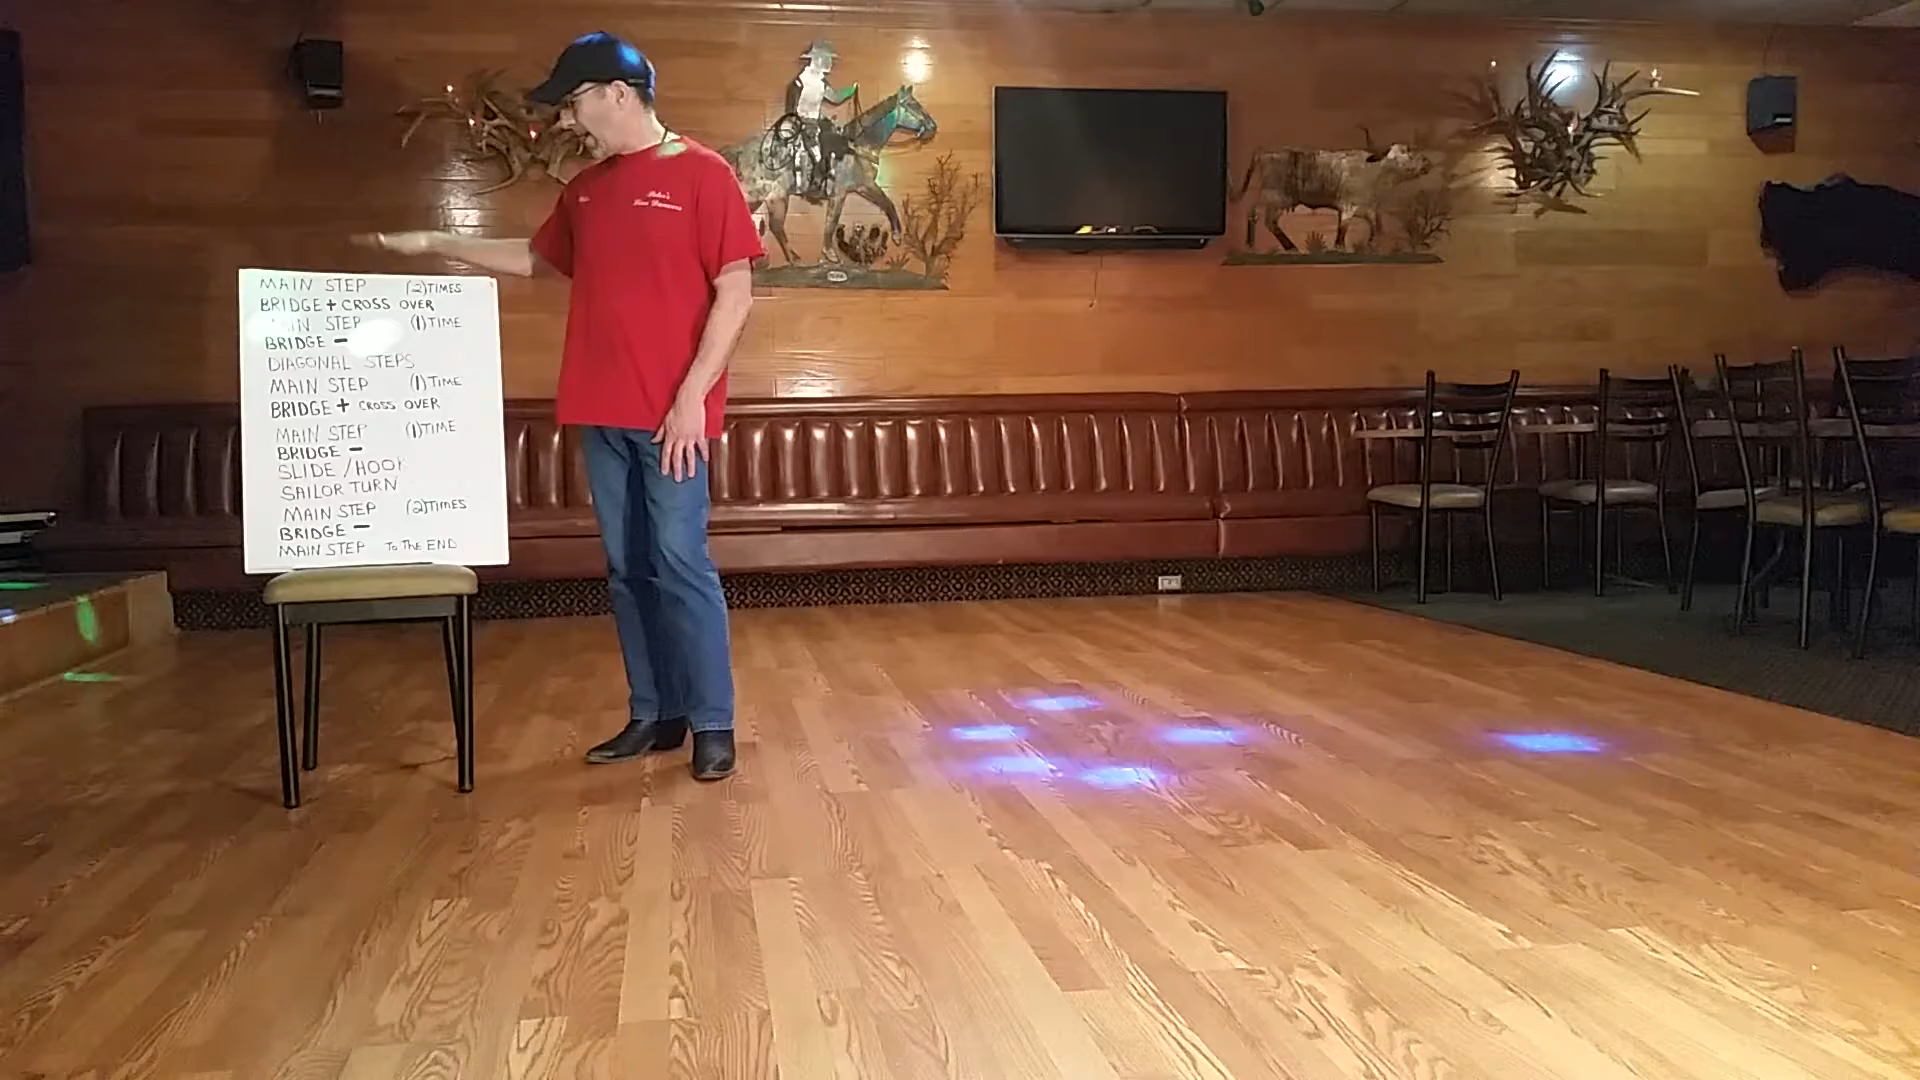 MAIN STEP (2)TIMES
BRIDGE + CROSS OVER
MAIN STEP (1)TIME
BRIDGE -
DIAGONAL STEPS
MAIN STEP (1)TIME
BRIDGE + CROSS OVER
MAIN STEP (1)TIME
BRIDGE -
SLIDE/HOOK
SAILOR TURN
MAIN STEP (2)TIMES
BRIDGE -
MAIN STEP TO THE END